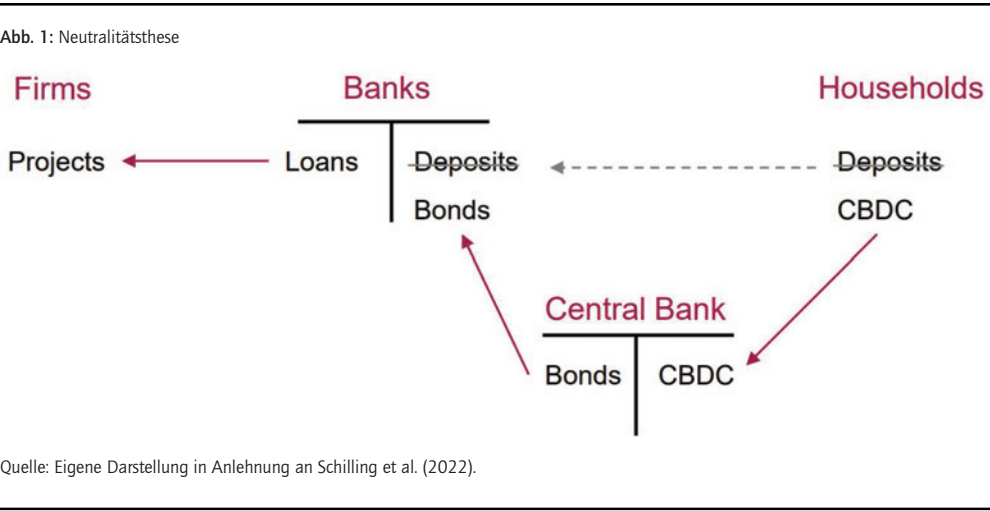 Abb. 1: Neutralitätsthese
Firms Banks Households
Projects Loans Deposits Deposits
Bonds CBDC
Central Bank
Bonds CBDC
Quelle: Eigene Darstellung in Anlehnung an Schilling et al. (2022).